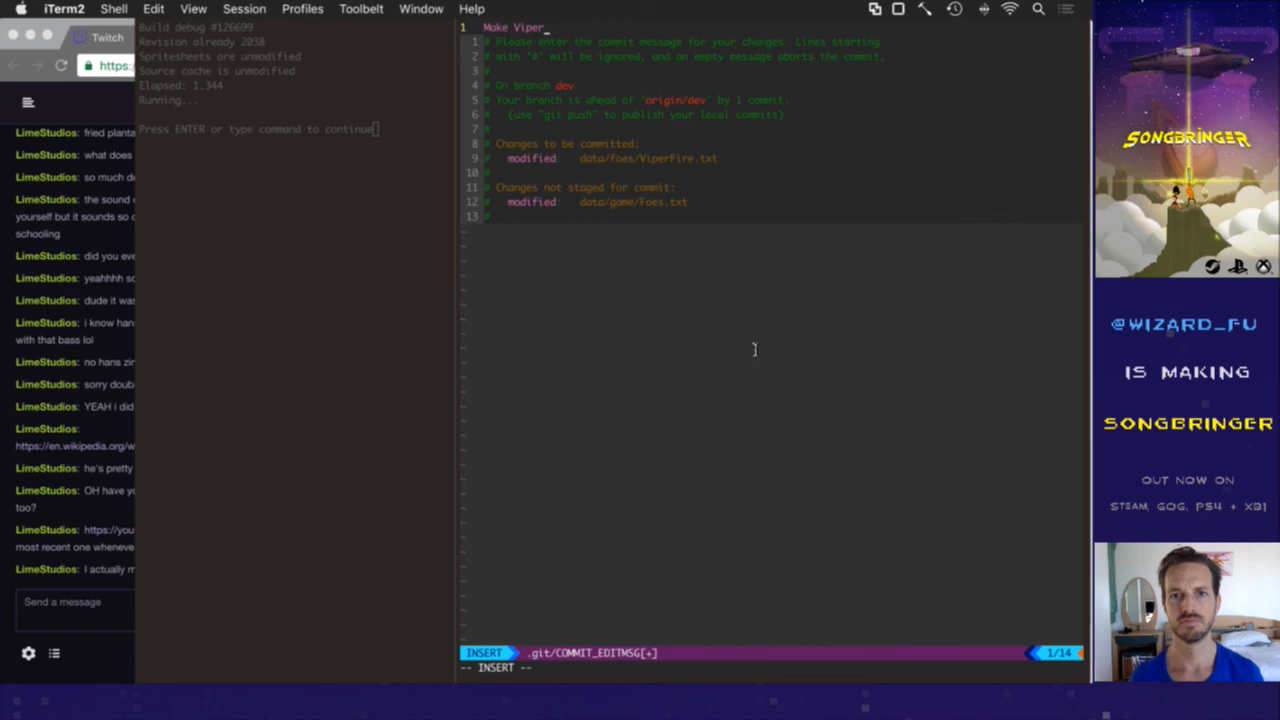 iTerm2 Shell Edit View Session Profiles Toolbelt Window Help
Twitch
https:
LimeStudios: fried planta
LimeStudios: what does
LimeStudios: so much de
LimeStudios: the sound
yourself but it sounds so
schooling
LimeStudios: did you eve
LimeStudios: yeahhhh so
LimeStudios: dude it was
LimeStudios: i know han
with that bass lol
LimeStudios: no hans zin
LimeStudios: sorry doub
LimeStudios: YEAH i did
LimeStudios:
https://en.wikipedia.org/w
LimeStudios: he's pretty
LimeStudios: OH have yo
too?
LimeStudios: https://you
most recent one wheneve
LimeStudios: I actually m
Send a message
Build debug #126699
Revision already 2038
Spritesheets are unmodified
Source cache is unmodified
Elapsed: 1.344
Running...
Press ENTER or type command to continue
1 Make Viper_
1 # Please enter the commit message for your changes. Lines starting
2 # with '#' will be ignored, and an empty message aborts the commit.
3 #
4 # On branch dev
5 # Your branch is ahead of 'origin/dev' by 1 commit.
6 #   (use "git push" to publish your local commits)
7 #
8 # Changes to be committed:
9 #   modified:   data/foes/ViperFire.txt
10 #
11 # Changes not staged for commit:
12 #   modified:   data/game/Foes.txt
13 #
INSERT .git/COMMIT_EDITMSG[+] 1/14
-- INSERT --
SONGBRINGER
@WIZARD_FU
IS MAKING
SONGBRINGER
OUT NOW ON
STEAM, GOG, PS4 + XB1